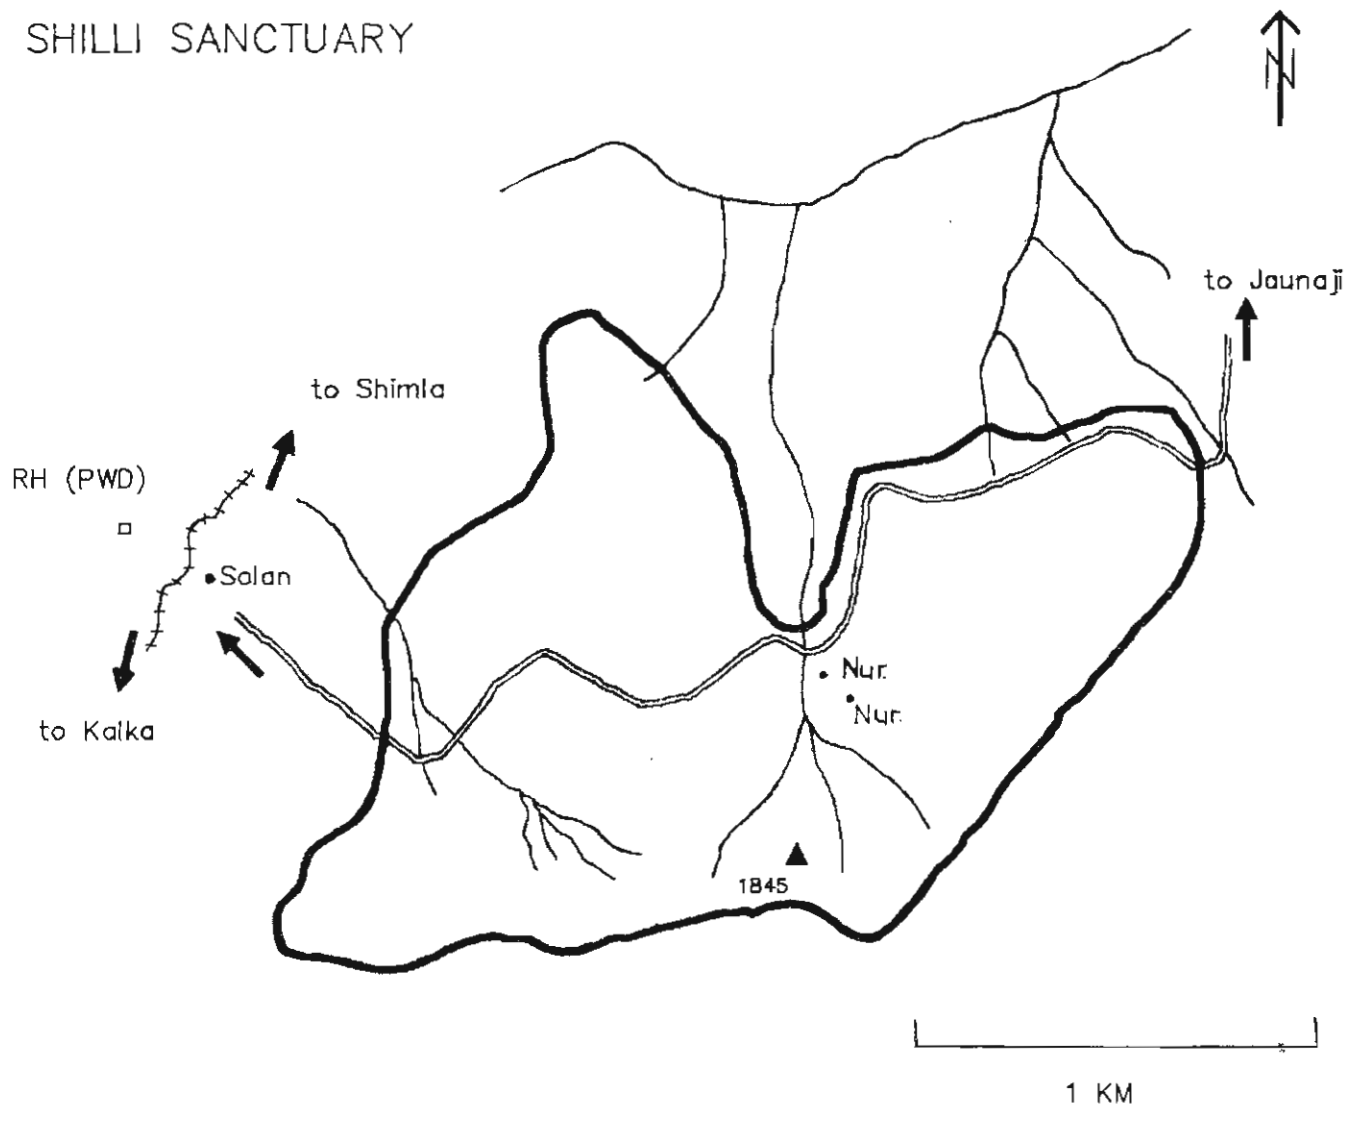 SHILLI SANCTUARY
N
to Jaunaji
to Shimla
RH (PWD)
Solan
Nur.
Nur.
to Kalka
1845
1 KM